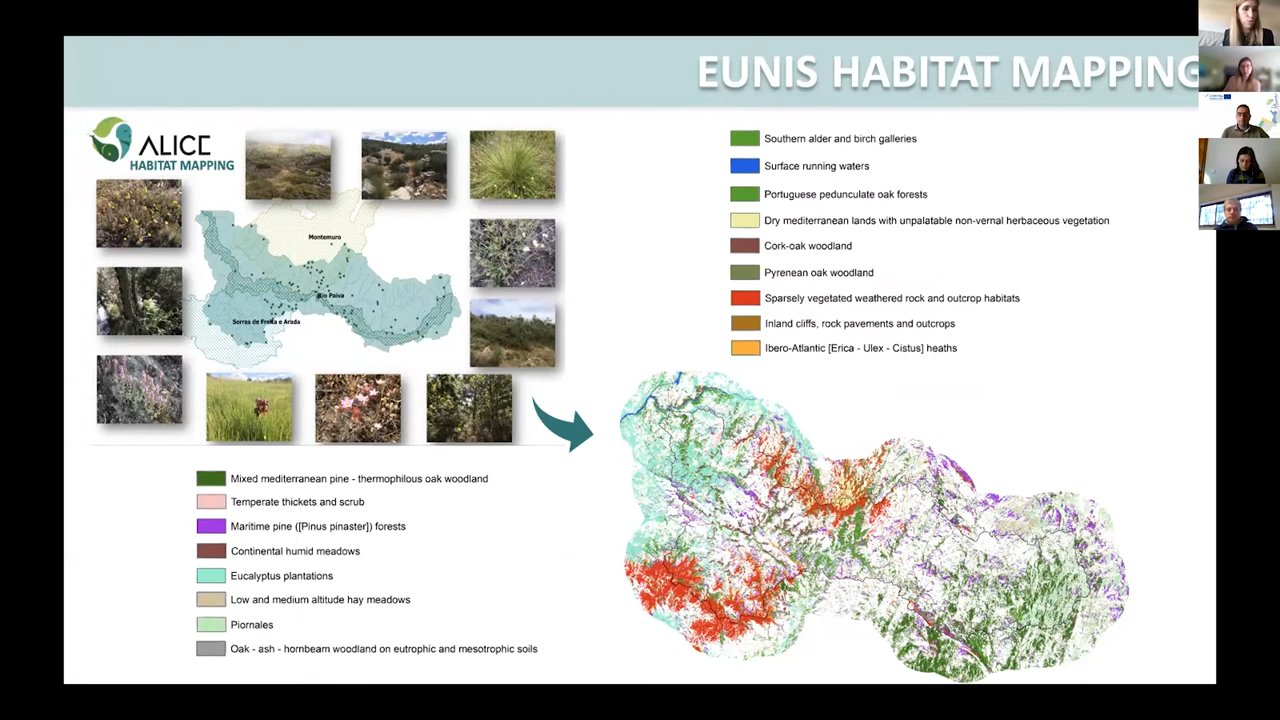 EUNIS HABITAT MAPPING
ALICE
HABITAT MAPPING
Montemuro
Rio Paiva
Serras de Freita e Arada
Southern alder and birch galleries
Surface running waters
Portuguese pedunculate oak forests
Dry mediterranean lands with unpalatable non-vernal herbaceous vegetation
Cork-oak woodland
Pyrenean oak woodland
Sparsely vegetated weathered rock and outcrop habitats
Inland cliffs, rock pavements and outcrops
Ibero-Atlantic [Erica - Ulex - Cistus] heaths
Mixed mediterranean pine - thermophilous oak woodland
Temperate thickets and scrub
Maritime pine ([Pinus pinaster]) forests
Continental humid meadows
Eucalyptus plantations
Low and medium altitude hay meadows
Piornales
Oak - ash - hornbeam woodland on eutrophic and mesotrophic soils